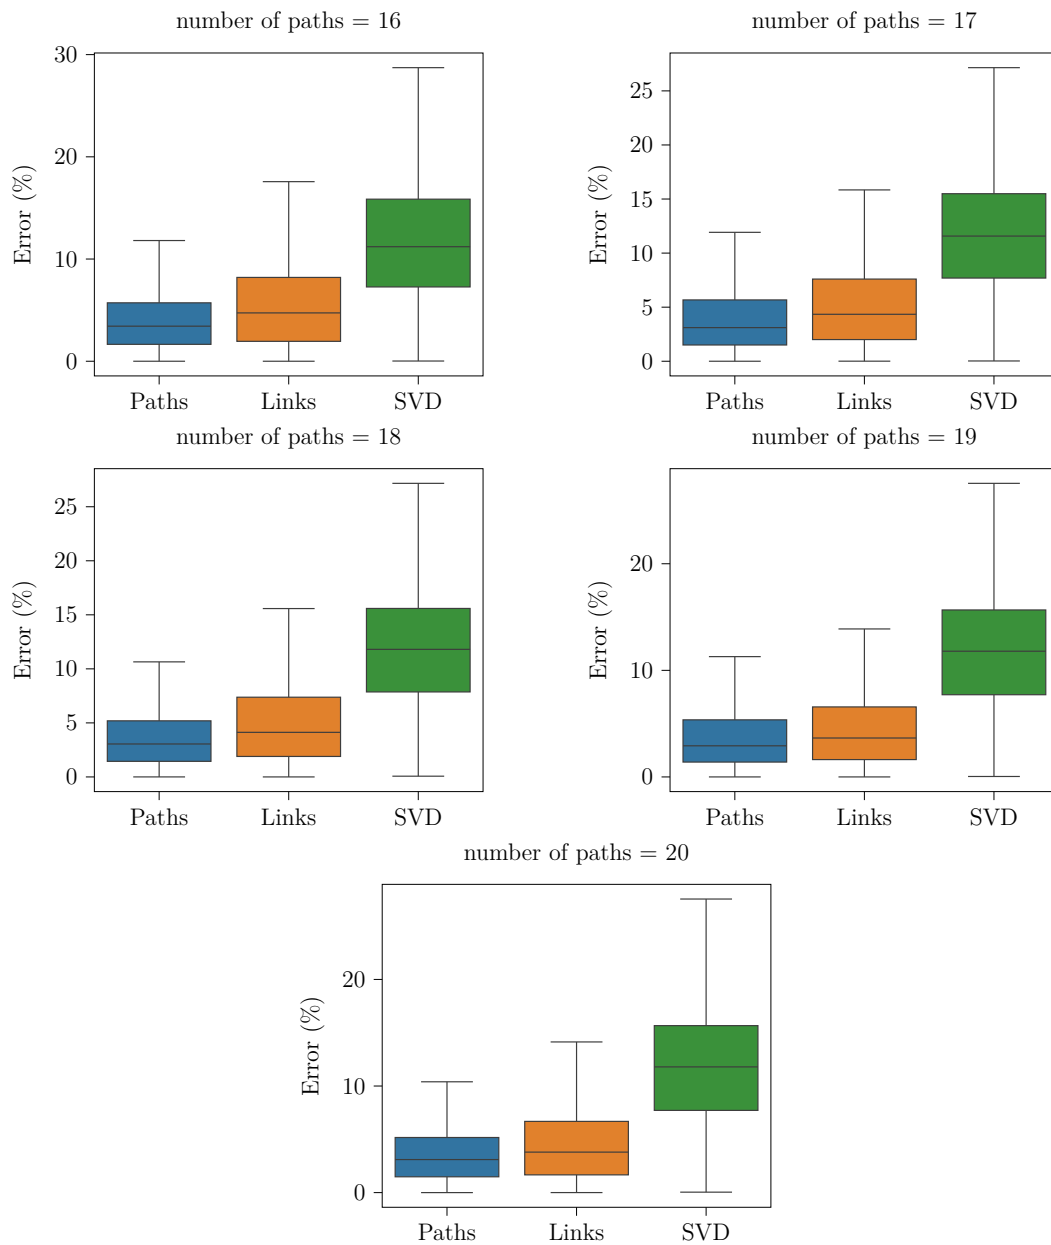 number of paths = 16
30
20
10
0
Error (%)
Paths Links SVD
number of paths = 17
25
20
15
10
5
0
Error (%)
Paths Links SVD
number of paths = 18
25
20
15
10
5
0
Error (%)
Paths Links SVD
number of paths = 19
20
10
0
Error (%)
Paths Links SVD
number of paths = 20
20
10
0
Error (%)
Paths Links SVD